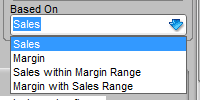 Based On
Sales
Sales
Margin
Sales within Margin Range
Margin with Sales Range